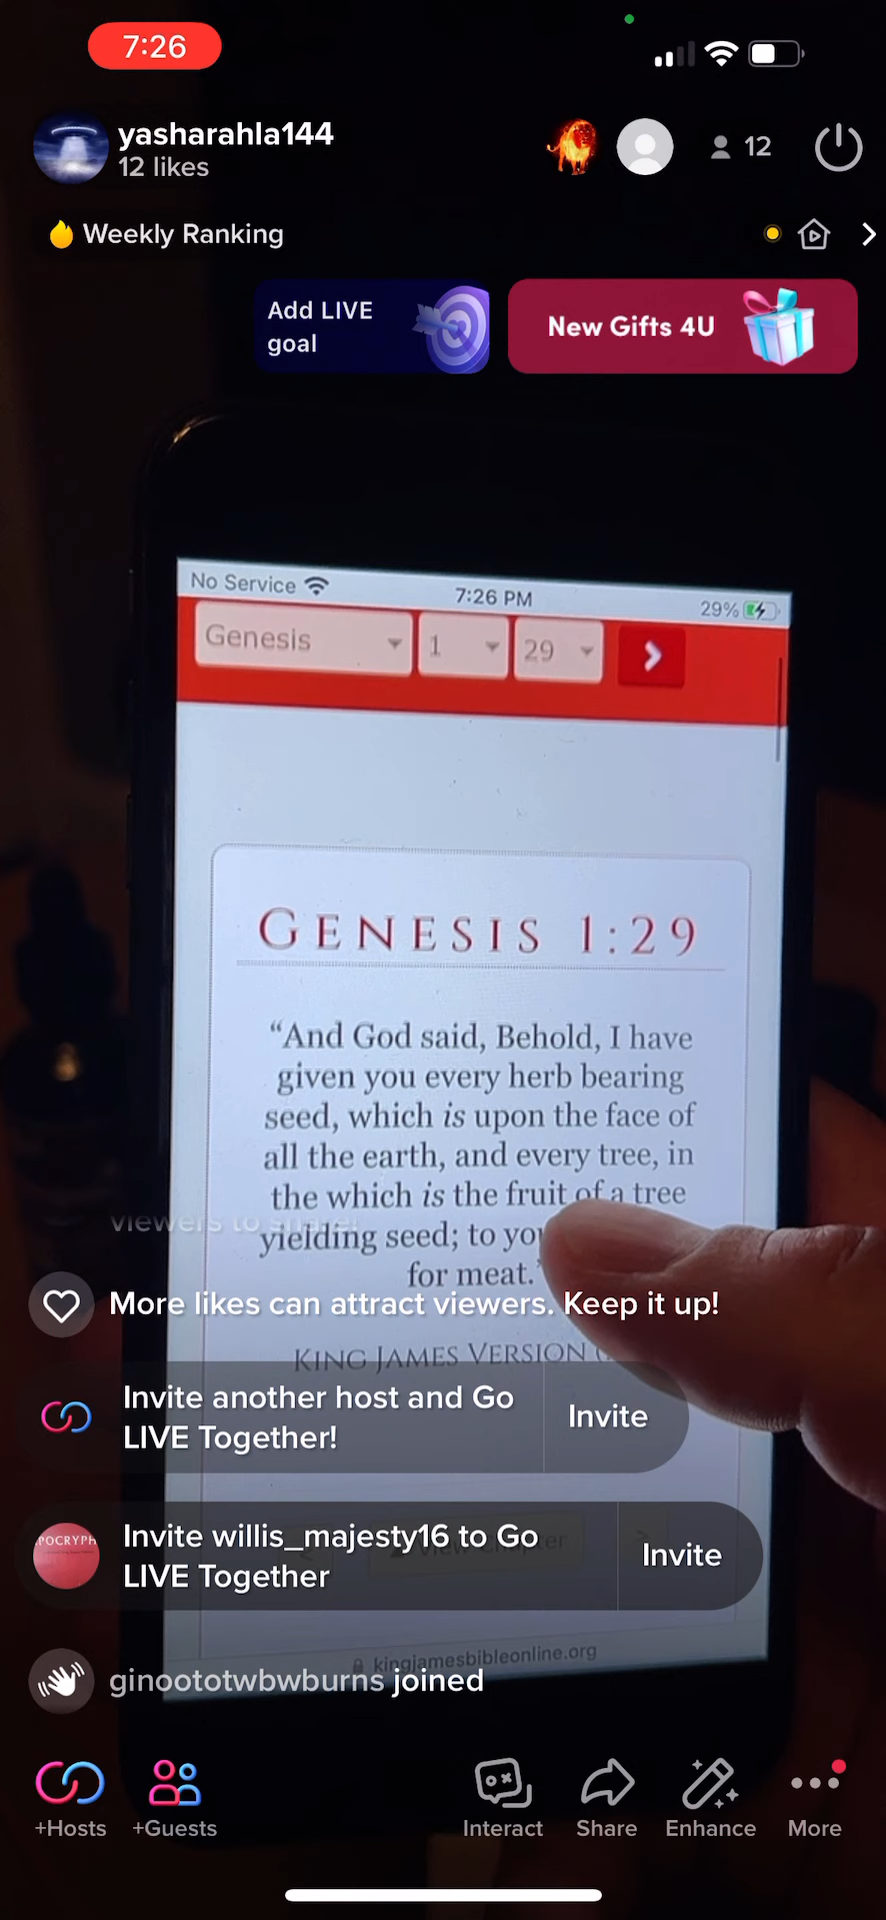 7:26
yasharahla144
12 likes
12
Weekly Ranking
Add LIVE
goal
New Gifts 4U
No Service
7:26 PM
29%
Genesis
1
29
GENESIS 1:29
“And God said, Behold, I have
given you every herb bearing
seed, which is upon the face of
all the earth, and every tree, in
the which is the fruit of a tree
yielding seed; to you
for meat.”
viewers to share!
More likes can attract viewers. Keep it up!
KING JAMES VERSION
Invite another host and Go
LIVE Together!
Invite
POCRYPH
Invite willis_majesty16 to Go
LIVE Together
Invite
kingjamesbibleonline.org
ginoototwbwburns joined
+Hosts
+Guests
Interact
Share
Enhance
More